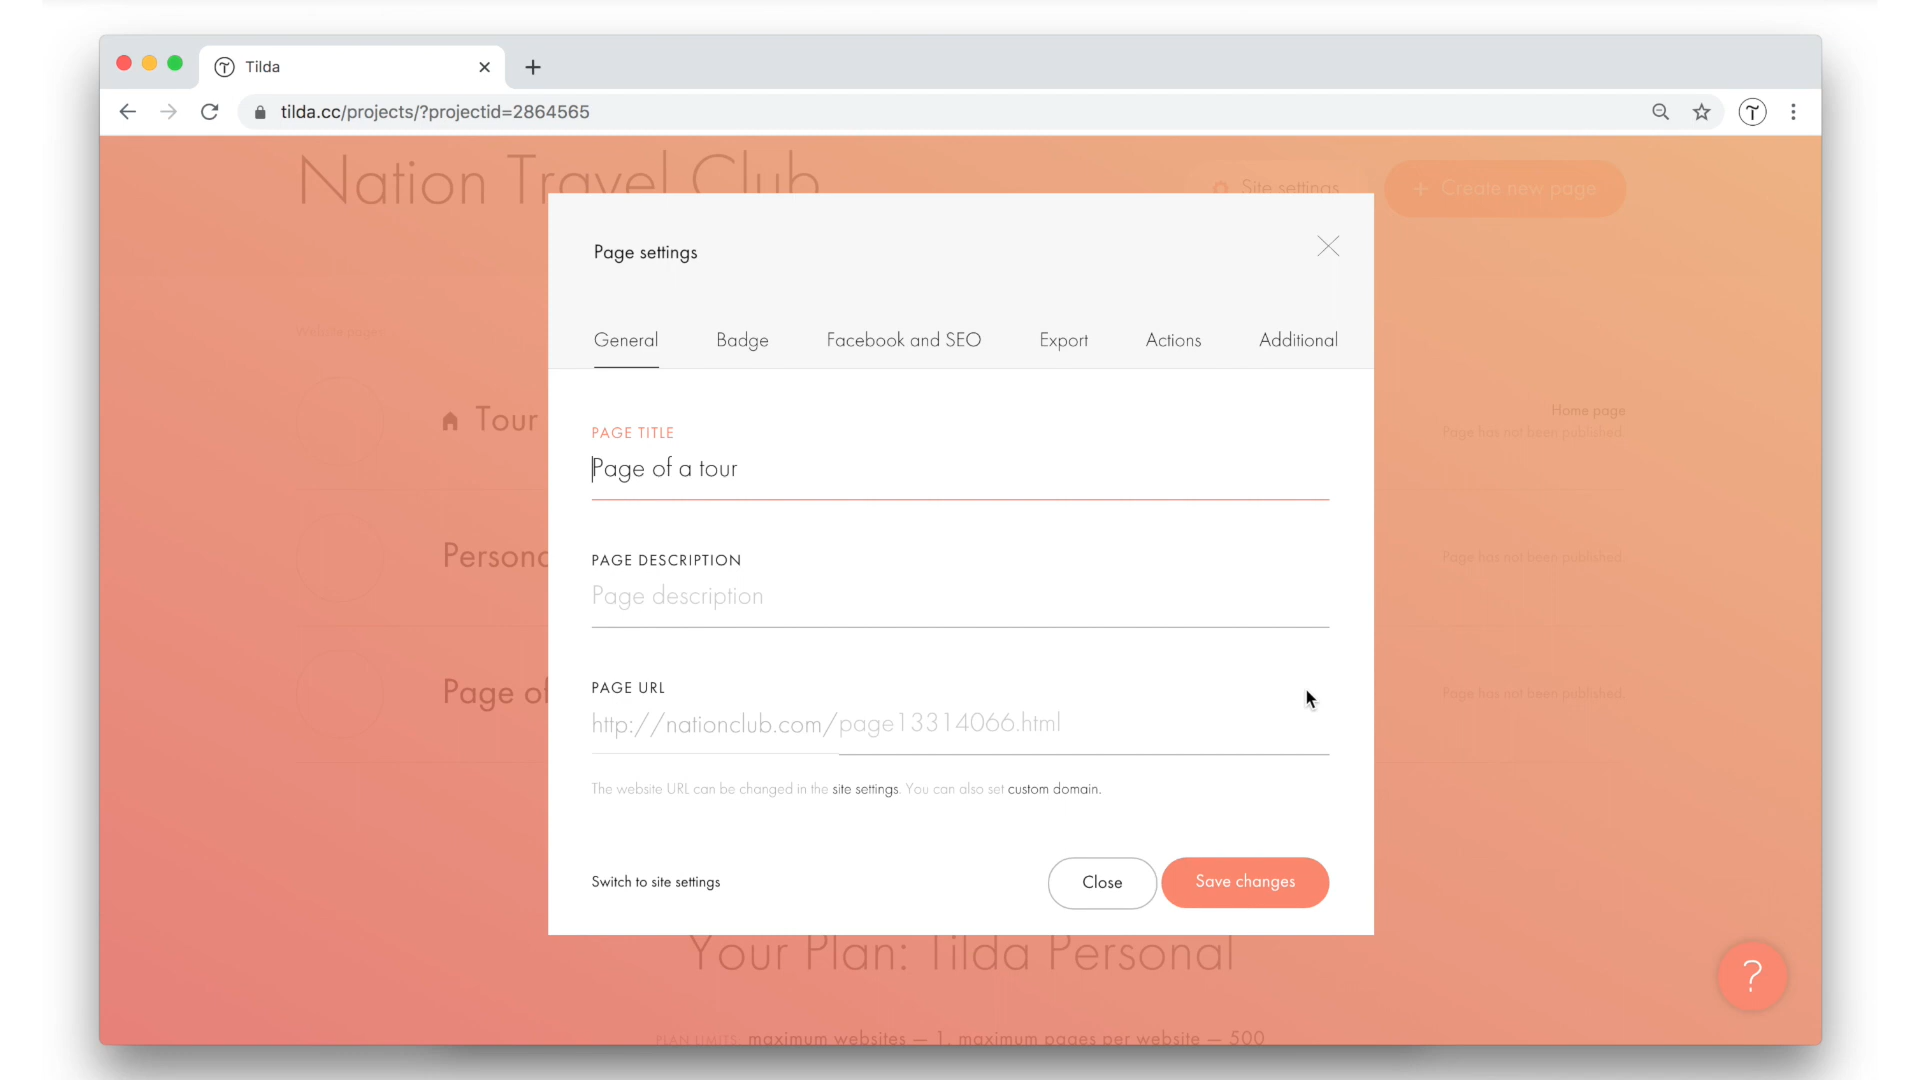 Tilda
tilda.cc/projects/?projectid=2864565
Nation Travel Club
Site settings
+ Create new page
Page settings
General Badge Facebook and SEO Export Actions Additional
Website pages
Tour
Home page
Page has not been published.
PAGE TITLE
Page of a tour
Persona
Page has not been published.
PAGE DESCRIPTION
Page description
Page of
Page has not been published.
PAGE URL
http://nationclub.com/page13314066.html
The website URL can be changed in the site settings. You can also set custom domain.
Switch to site settings
Close
Save changes
Your Plan: Tilda Personal
?
PLAN LIMITS: maximum websites — 1, maximum pages per website — 500